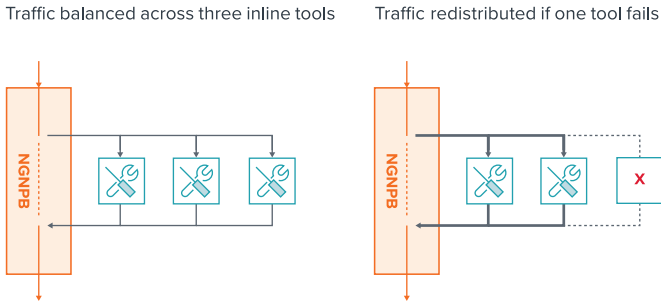 Traffic balanced across three inline tools
Traffic redistributed if one tool fails
NGNPB
NGNPB
X